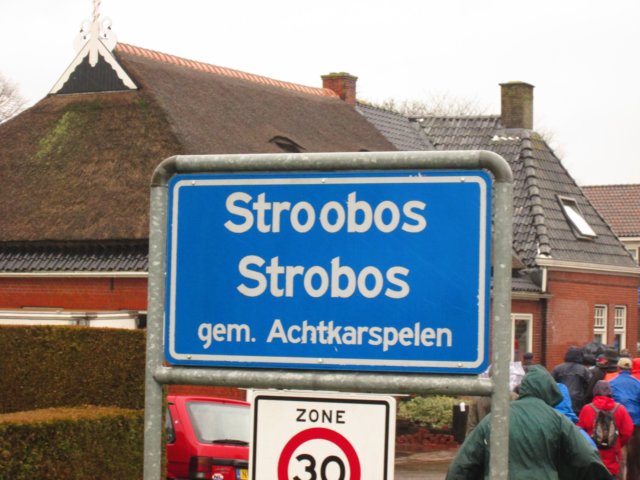 Stroobos
Strobos
gem. Achtkarspelen
ZONE
30